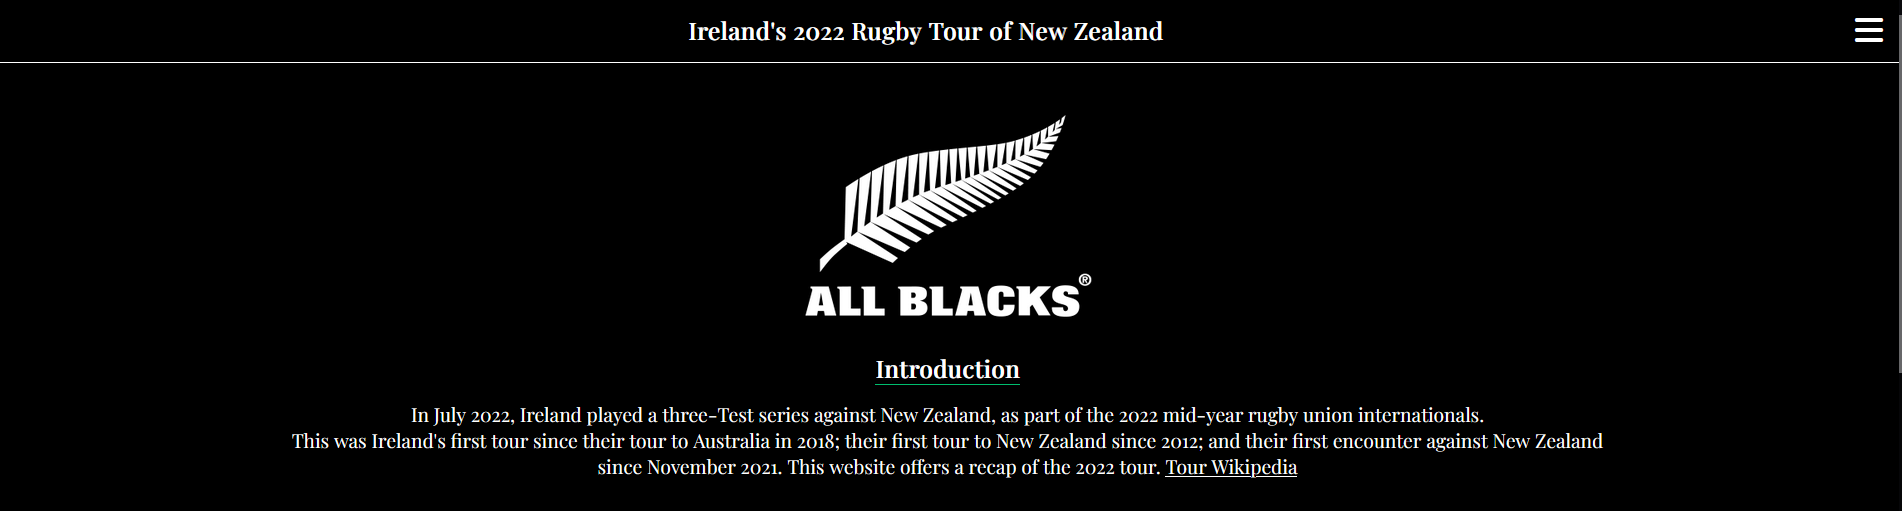 Ireland's 2022 Rugby Tour of New Zealand
ALL BLACKS®
Introduction
In July 2022, Ireland played a three-Test series against New Zealand, as part of the 2022 mid-year rugby union internationals.
This was Ireland's first tour since their tour to Australia in 2018; their first tour to New Zealand since 2012; and their first encounter against New Zealand
since November 2021. This website offers a recap of the 2022 tour. Tour Wikipedia